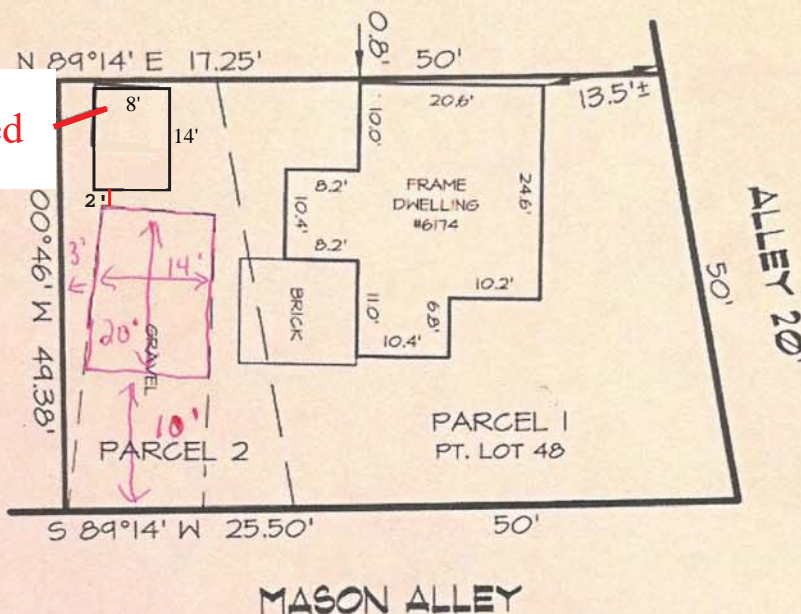 N 89°14' E 17.25'
0.8'
50'
8'
14'
ed
2'
20.6'
13.5'±
10.0'
8.2'
10.4'
8.2'
FRAME
DWELLING
#6174
24.6'
10.2'
6.8'
11.0'
10.4'
BRICK
3'
14'
20'
GRAVEL
10'
00°46' W 49.38'
PARCEL 2
PARCEL 1
PT. LOT 48
50'
ALLEY 20'
S 89°14' W 25.50'
50'
MASON ALLEY